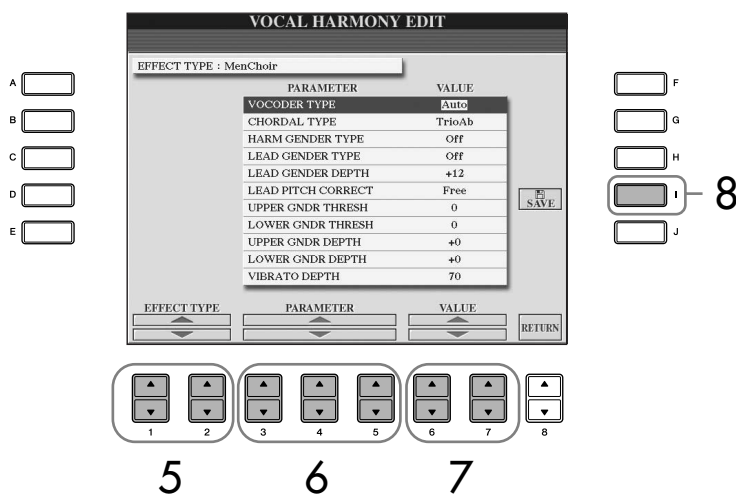 VOCAL HARMONY EDIT
EFFECT TYPE : MenChoir
PARAMETER VALUE
VOCODER TYPE Auto
CHORDAL TYPE TrioAb
HARM GENDER TYPE Off
LEAD GENDER TYPE Off
LEAD GENDER DEPTH +12
LEAD PITCH CORRECT Free
UPPER GNDR THRESH 0
LOWER GNDR THRESH 0
UPPER GNDR DEPTH +0
LOWER GNDR DEPTH +0
VIBRATO DEPTH 70
SAVE
EFFECT TYPE PARAMETER VALUE
RETURN
A
B
C
D
E
F
G
H
I
J
8
1 2 3 4 5 6 7 8
5 6 7